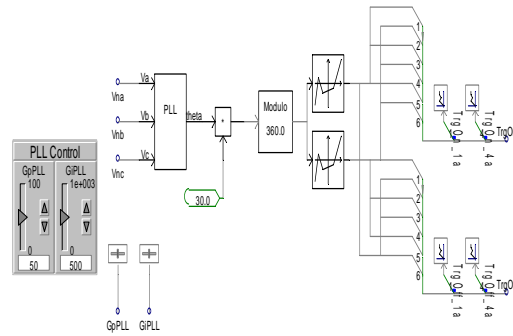 Va
Vna
Vb
Vnb
Vc
Vnc
PLL
theta
Modulo
360.0
30.0
1
2
3
4
5
6
TrgO
1
2
3
4
5
6
TrgO
PLL Control
GpPLL
100
0
50
GiPLL
1e+003
0
500
GpPLL
GiPLL